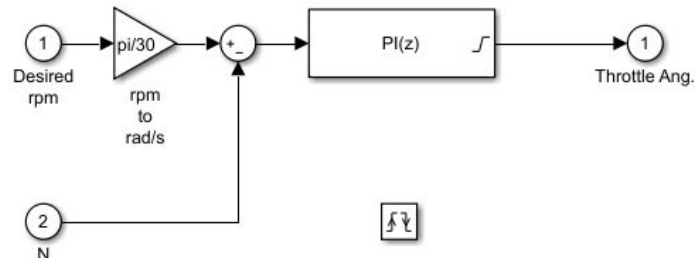 1
Desired
rpm
pi/30
rpm
to
rad/s
+
−
PI(z)
1
Throttle Ang.
2
N